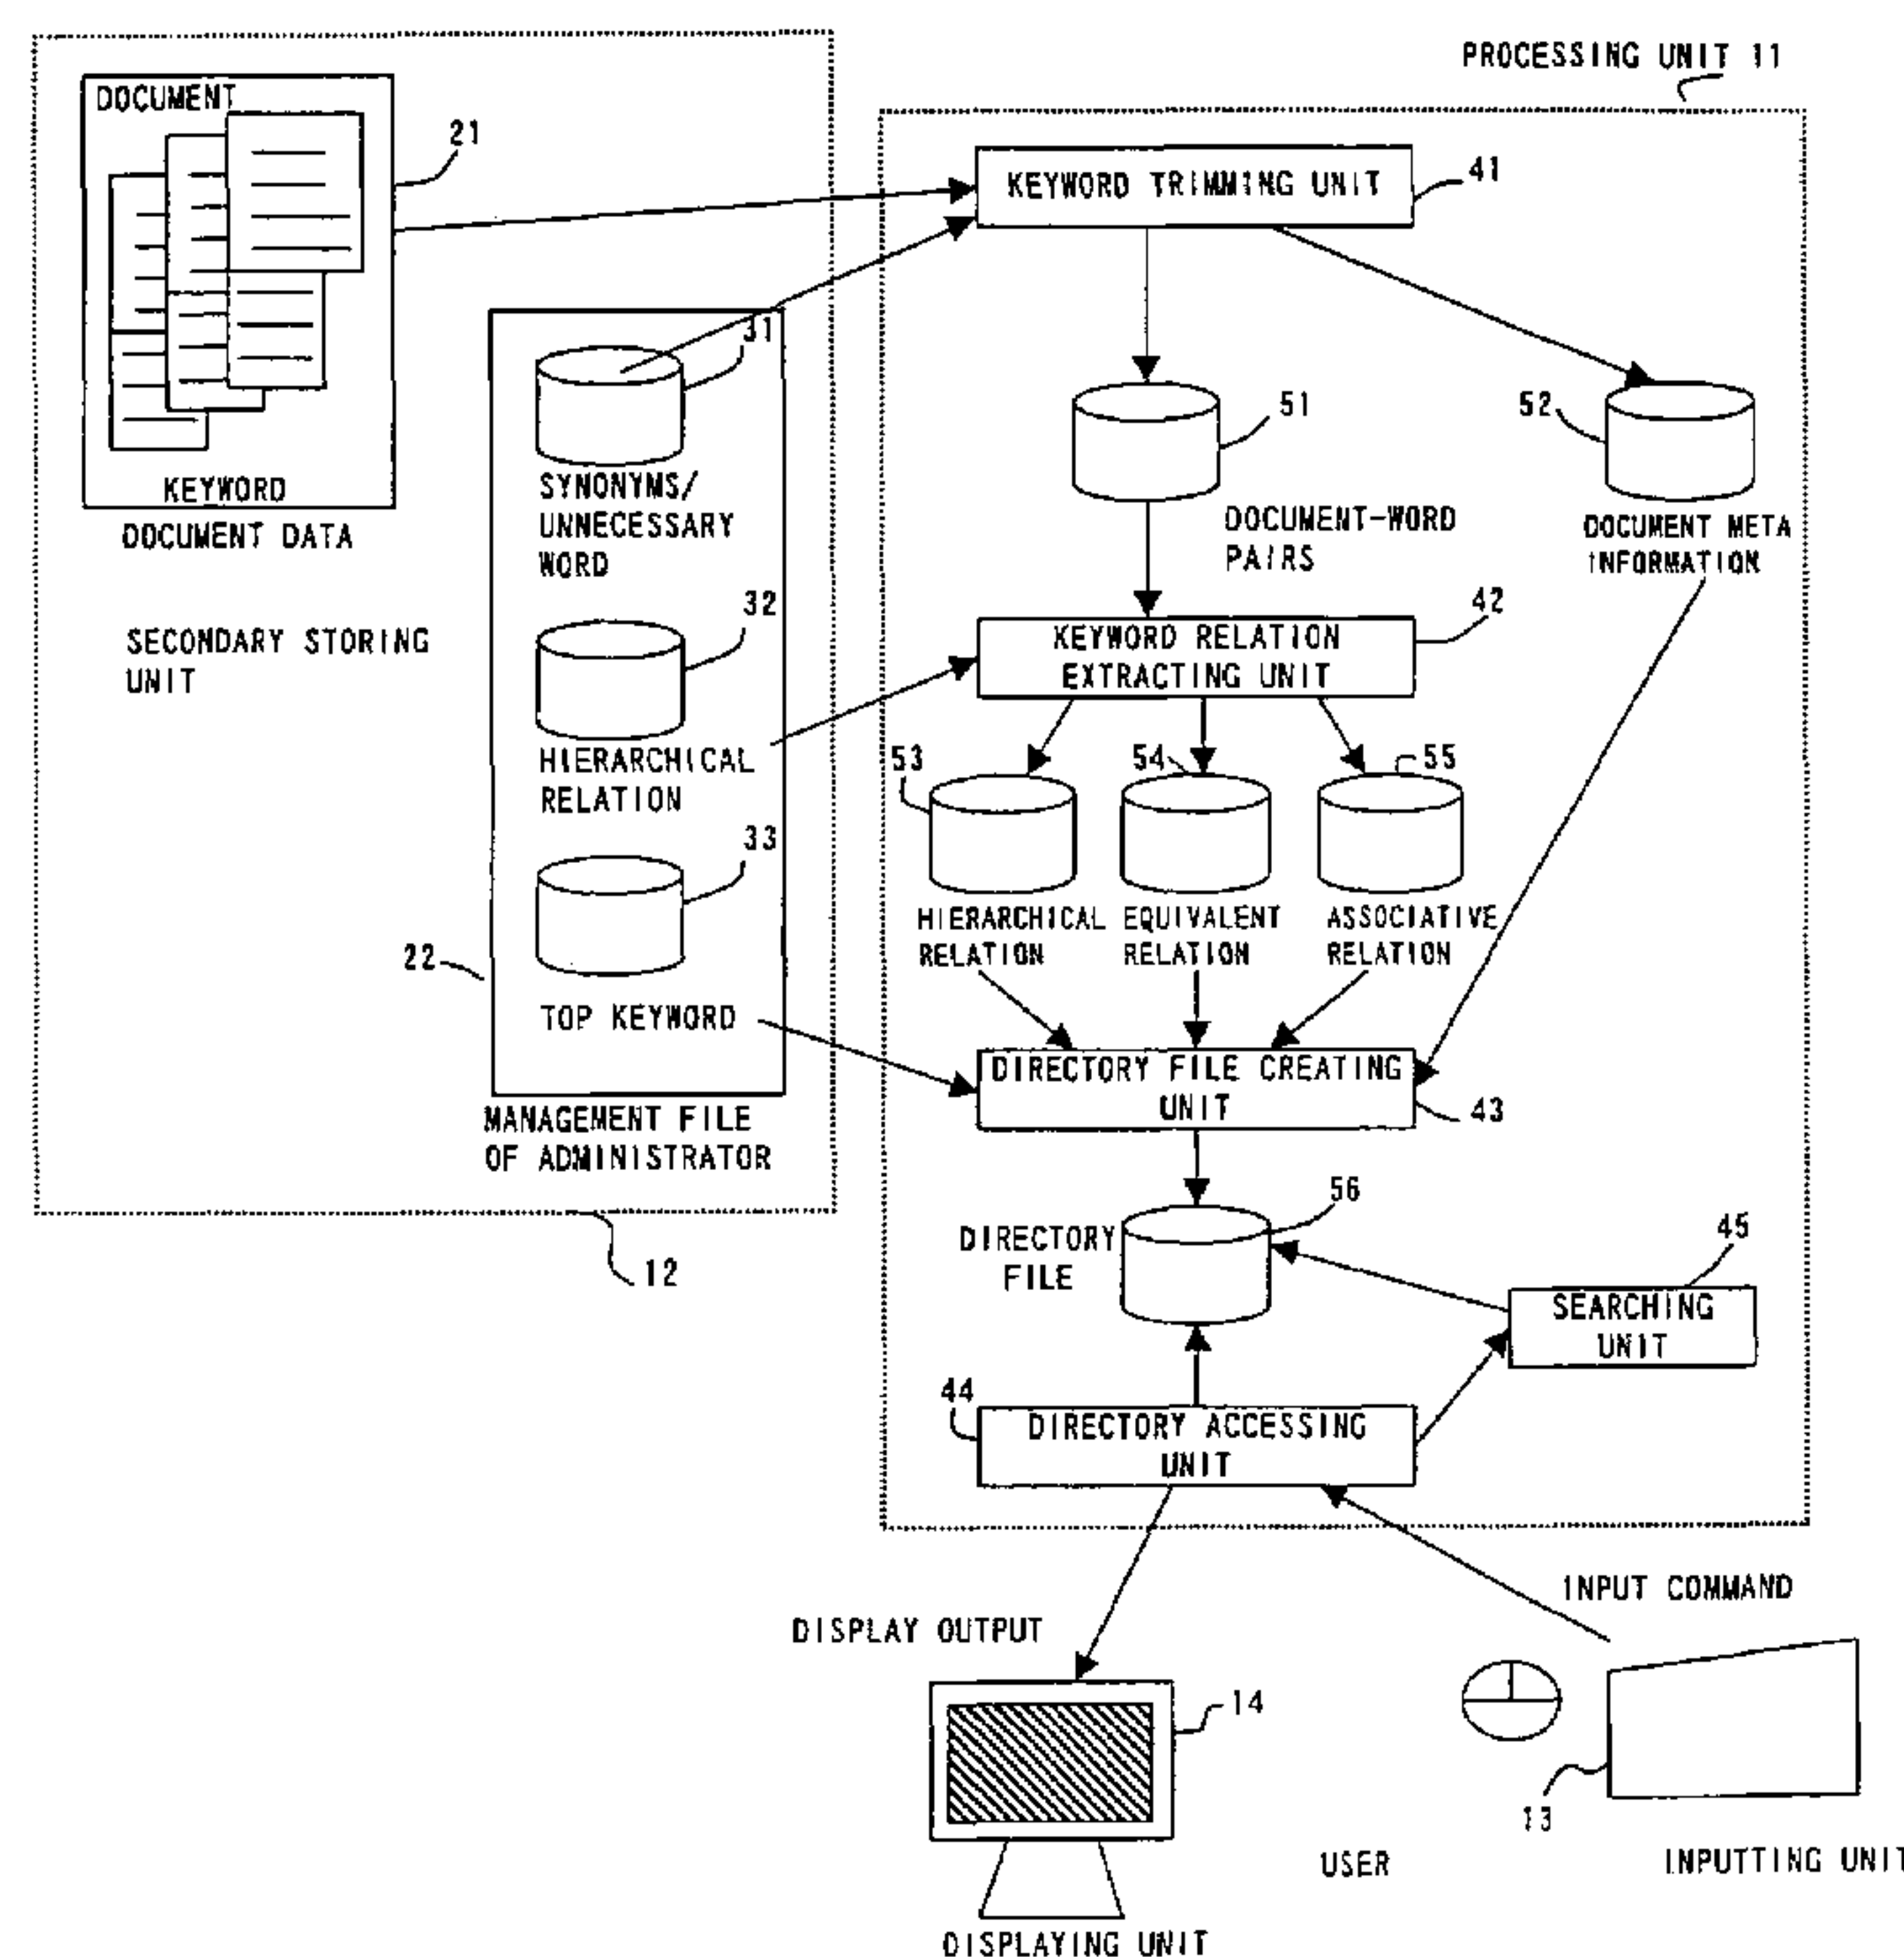 PROCESSING UNIT 11
DOCUMENT
21
KEYWORD
DOCUMENT DATA
SECONDARY STORING
UNIT
31
SYNONYMS/
UNNECESSARY
WORD
32
HIERARCHICAL
RELATION
33
22
TOP KEYWORD
MANAGEMENT FILE
OF ADMINISTRATOR
12
KEYWORD TRIMMING UNIT
41
51
52
DOCUMENT-WORD
PAIRS
DOCUMENT META
INFORMATION
42
KEYWORD RELATION
EXTRACTING UNIT
53
54
55
HIERARCHICAL
RELATION
EQUIVALENT
RELATION
ASSOCIATIVE
RELATION
DIRECTORY FILE CREATING
UNIT
43
56
DIRECTORY
FILE
45
SEARCHING
UNIT
44
DIRECTORY ACCESSING
UNIT
INPUT COMMAND
DISPLAY OUTPUT
14
13
USER
INPUTTING UNIT
DISPLAYING UNIT